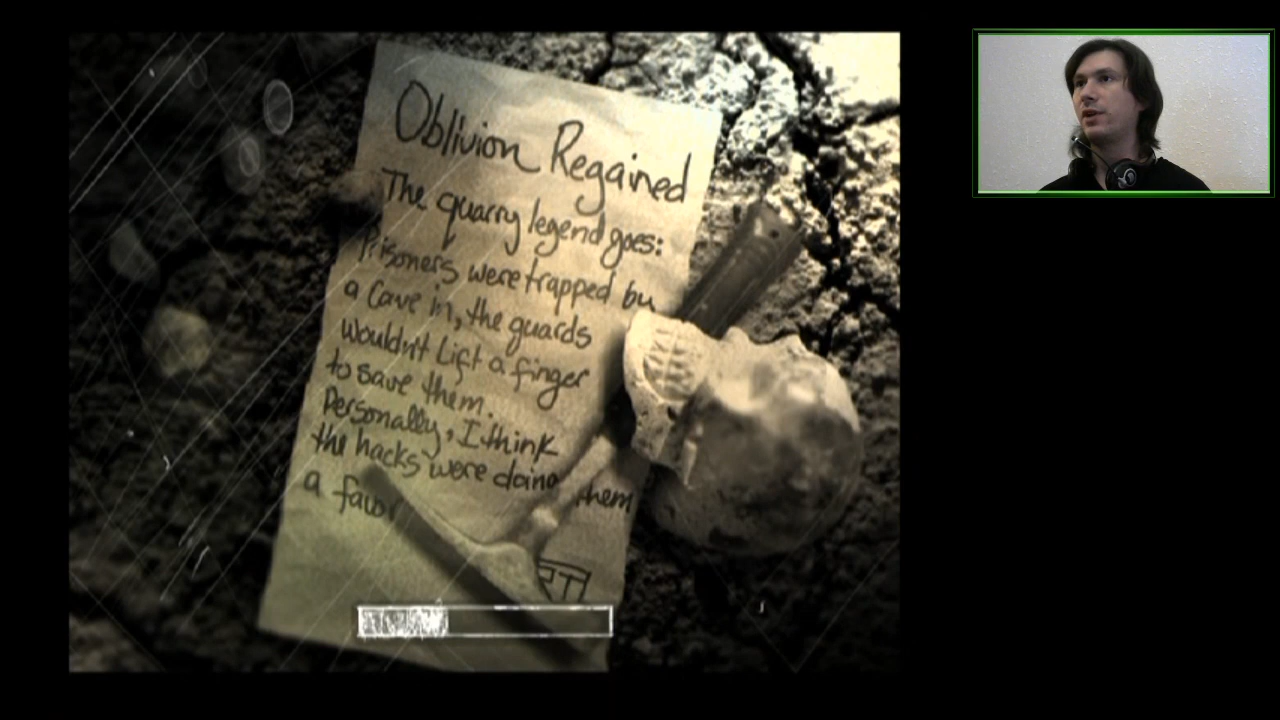 Oblivion Regained
The quarry legend goes:
Prisoners were trapped by
a cave in, the guards
wouldn't Lift a finger
to save them.
Personally, I think
the hacks were doing them
a favor